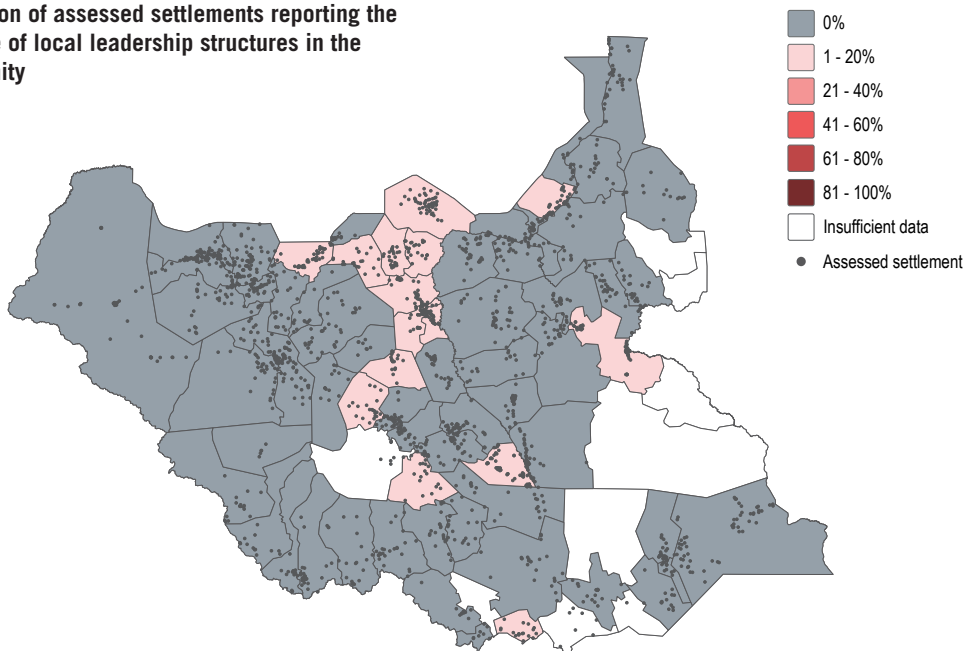 on of assessed settlements reporting the
of local leadership structures in the
ity
0%
1 - 20%
21 - 40%
41 - 60%
61 - 80%
81 - 100%
Insufficient data
Assessed settlement